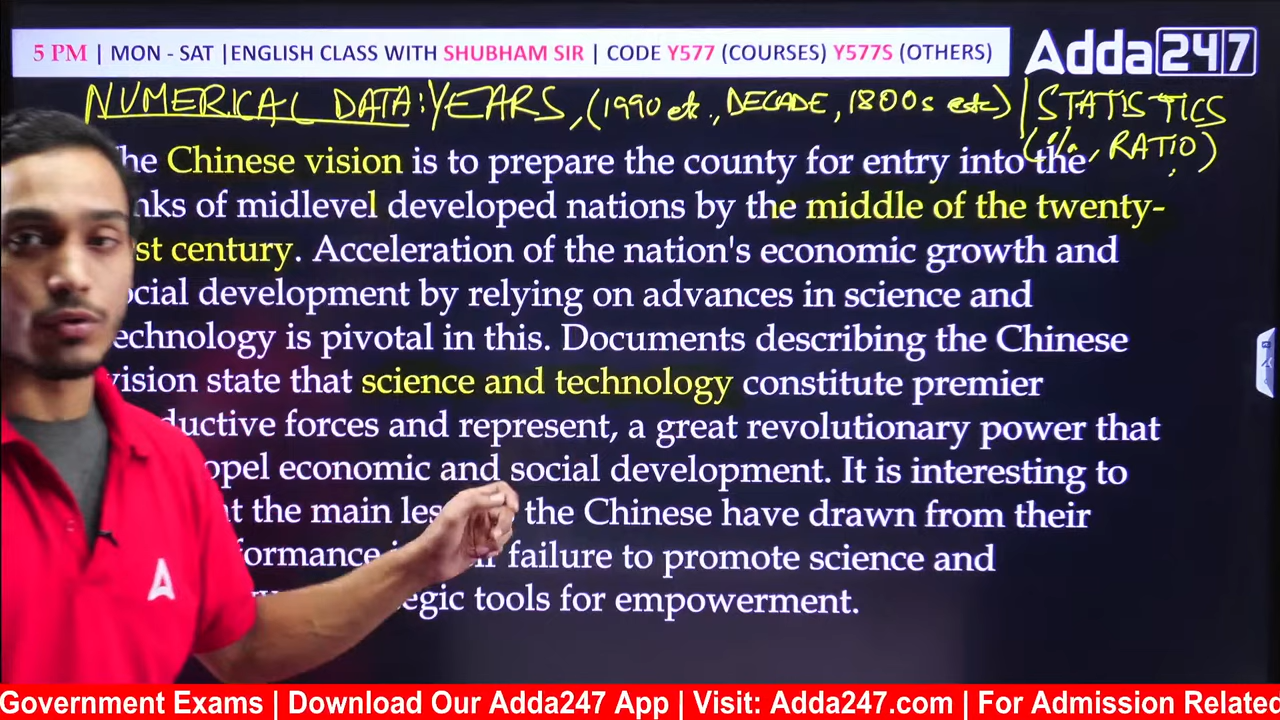 5 PM | MON - SAT |ENGLISH CLASS WITH SHUBHAM SIR | CODE Y577 (COURSES) Y577S (OTHERS)
Adda247
NUMERICAL DATA: YEARS, (1990 etc., DECADE, 1800s etc) | STATISTICS
(%, RATIO)
he Chinese vision is to prepare the county for entry into the
nks of midlevel developed nations by the middle of the twenty-
st century. Acceleration of the nation's economic growth and
ocial development by relying on advances in science and
echnology is pivotal in this. Documents describing the Chinese
vision state that science and technology constitute premier
ductive forces and represent, a great revolutionary power that
opel economic and social development. It is interesting to
t the main les the Chinese have drawn from their
formance failure to promote science and
egic tools for empowerment.
Government Exams | Download Our Adda247 App | Visit: Adda247.com | For Admission Related